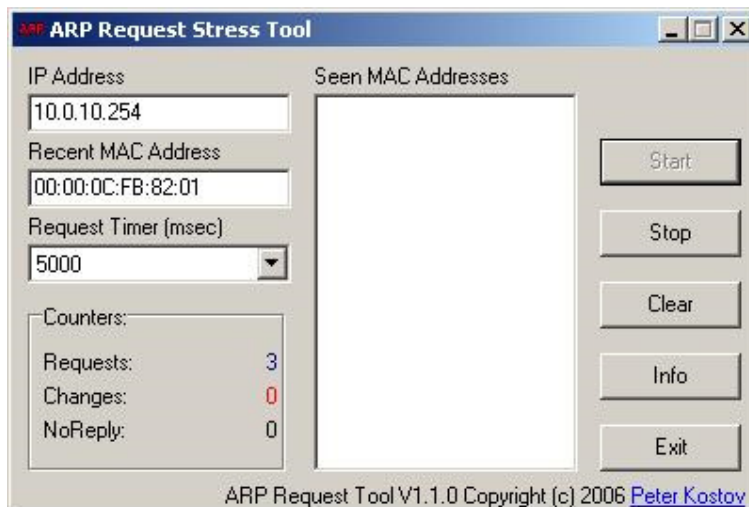 ARP ARP Request Stress Tool
IP Address
10.0.10.254
Recent MAC Address
00:00:0C:FB:82:01
Request Timer (msec)
5000
Counters:
Requests: 3
Changes: 0
NoReply: 0
Seen MAC Addresses
Start
Stop
Clear
Info
Exit
ARP Request Tool V1.1.0 Copyright (c) 2006 Peter Kostov